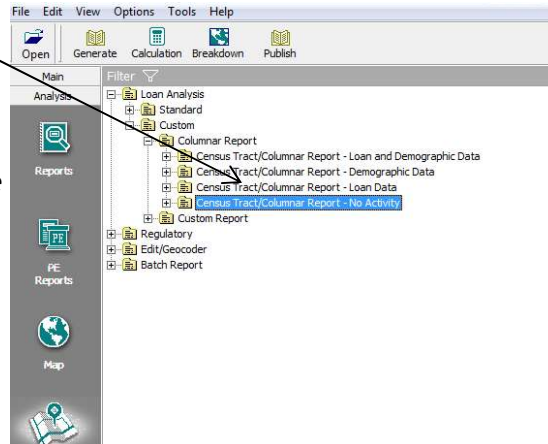 File Edit View Options Tools Help
Open Generate Calculation Breakdown Publish
Main
Analysis
Reports
PE
PE
Reports
Map
Filter
Loan Analysis
Standard
Custom
Columnar Report
Census Tract/Columnar Report - Loan and Demographic Data
Census Tract/Columnar Report - Demographic Data
Census Tract/Columnar Report - Loan Data
Census Tract/Columnar Report - No Activity
Custom Report
Regulatory
Edit/Geocoder
Batch Report